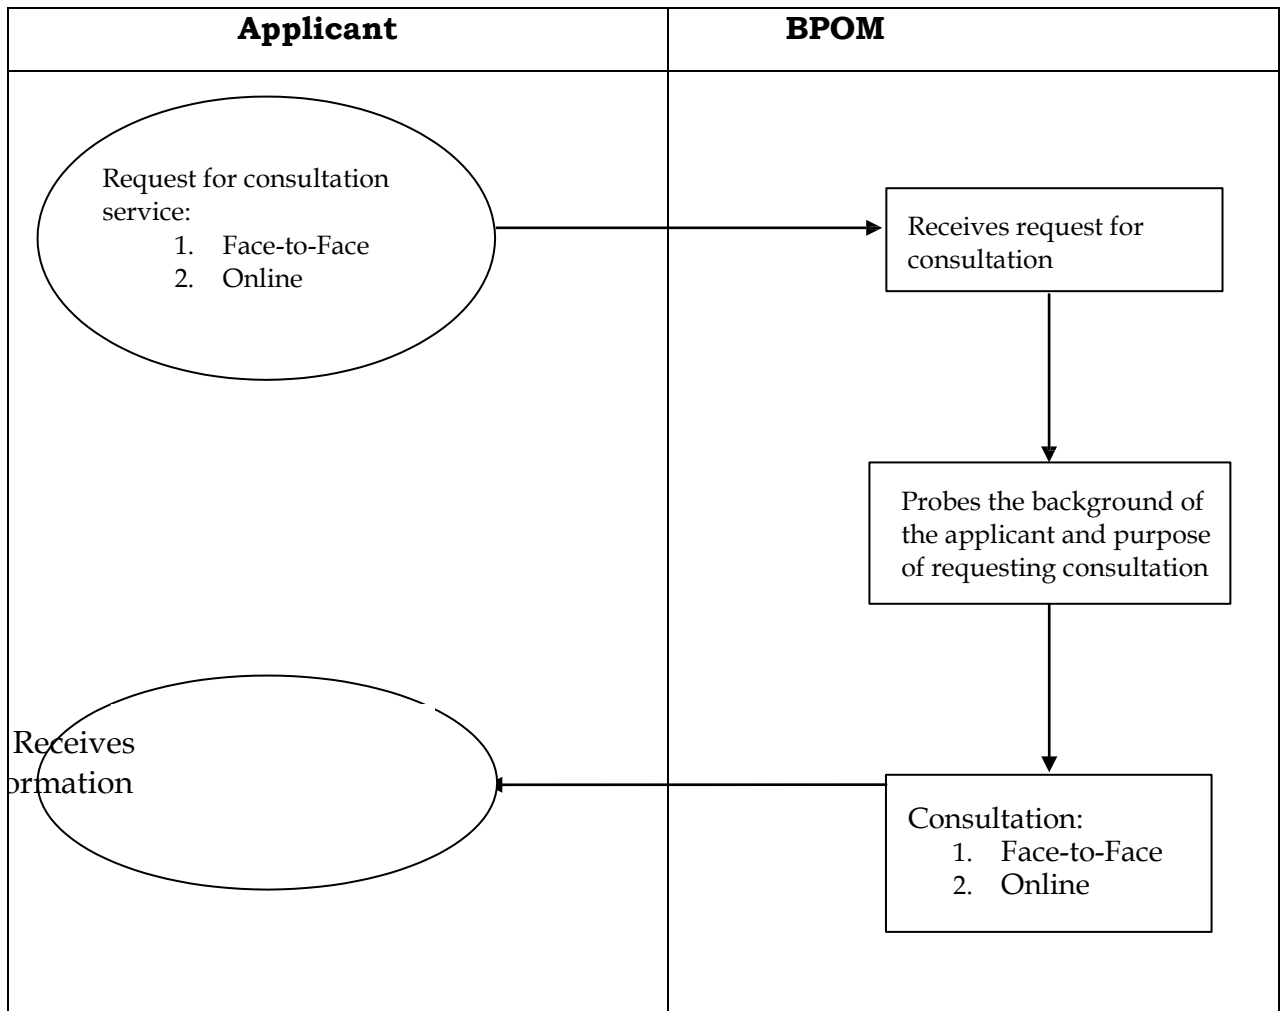 Applicant
BPOM
Request for consultation
service:
1. Face-to-Face
2. Online
Receives request for
consultation
Probes the background of
the applicant and purpose
of requesting consultation
Receives
ormation
Consultation:
1. Face-to-Face
2. Online